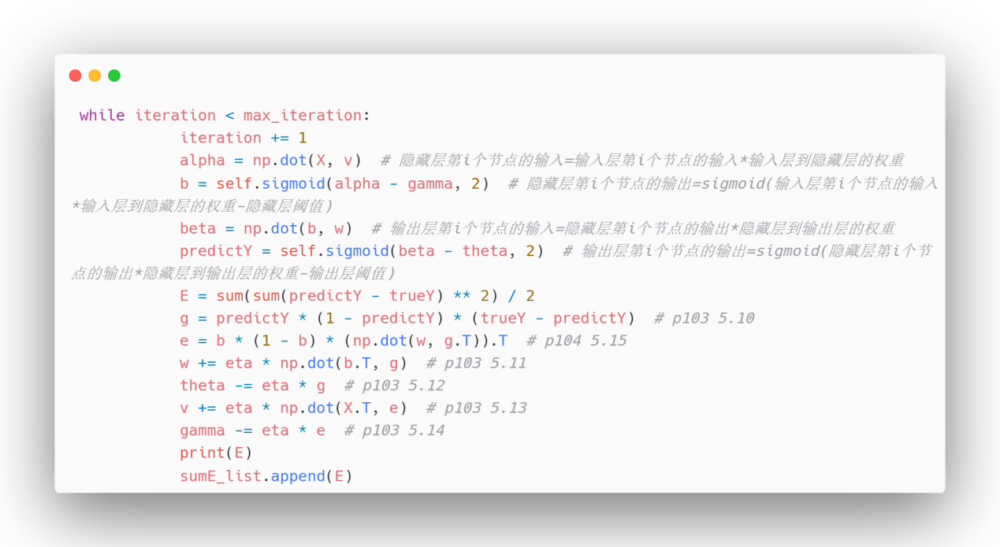 while iteration < max_iteration:
iteration += 1
alpha = np.dot(X, v)  # 隐藏层第i个节点的输入=输入层第i个节点的输入*输入层到隐藏层的权重
b = self.sigmoid(alpha - gamma, 2)  # 隐藏层第i个节点的输出=sigmoid(输入层第i个节点的输入
*输入层到隐藏层的权重-隐藏层阈值)
beta = np.dot(b, w)  # 输出层第i个节点的输入=隐藏层第i个节点的输出*隐藏层到输出层的权重
predictY = self.sigmoid(beta - theta, 2)  # 输出层第i个节点的输出=sigmoid(隐藏层第i个节
点的输出*隐藏层到输出层的权重-输出层阈值)
E = sum(sum(predictY - trueY) ** 2) / 2
g = predictY * (1 - predictY) * (trueY - predictY)  # p103 5.10
e = b * (1 - b) * (np.dot(w, g.T)).T  # p104 5.15
w += eta * np.dot(b.T, g)  # p103 5.11
theta -= eta * g  # p103 5.12
v += eta * np.dot(X.T, e)  # p103 5.13
gamma -= eta * e  # p103 5.14
print(E)
sumE_list.append(E)